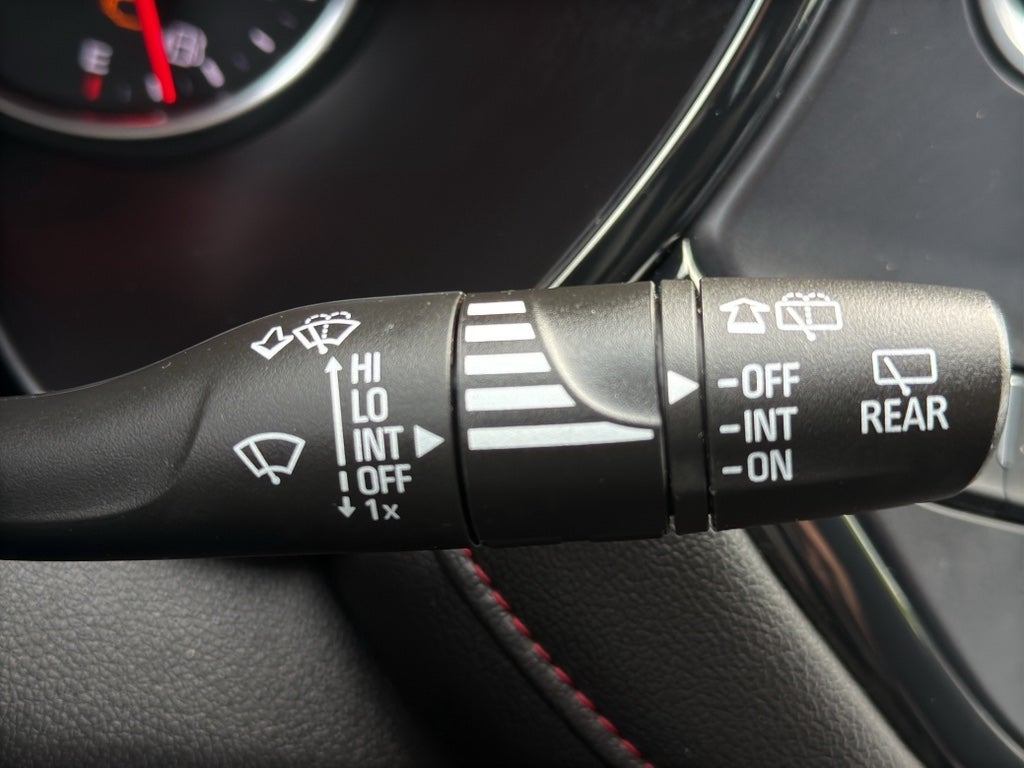 E
HI
LO
INT
OFF
1x
-OFF
-INT
-ON
REAR